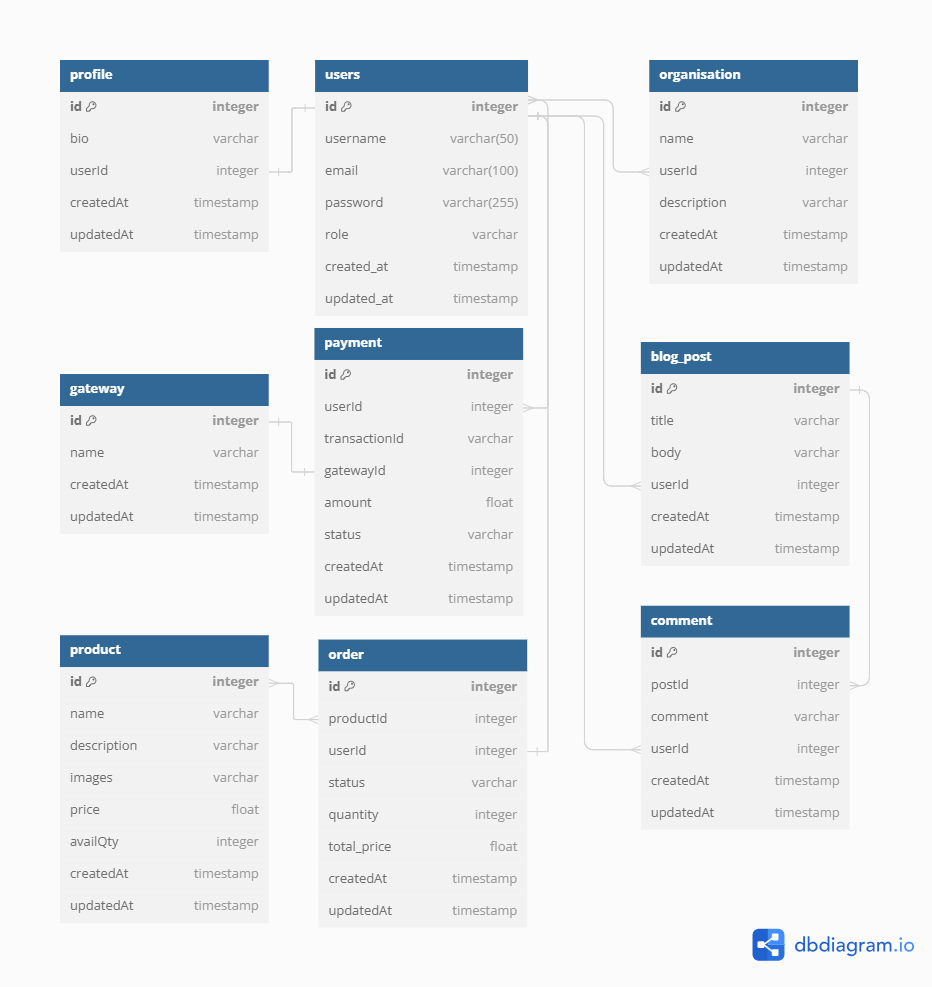 profile
id integer
bio varchar
userId integer
createdAt timestamp
updatedAt timestamp
users
id integer
username varchar(50)
email varchar(100)
password varchar(255)
role varchar
created_at timestamp
updated_at timestamp
organisation
id integer
name varchar
userId integer
description varchar
createdAt timestamp
updatedAt timestamp
gateway
id integer
name varchar
createdAt timestamp
updatedAt timestamp
payment
id integer
userId integer
transactionId varchar
gatewayId integer
amount float
status varchar
createdAt timestamp
updatedAt timestamp
blog_post
id integer
title varchar
body varchar
userId integer
createdAt timestamp
updatedAt timestamp
product
id integer
name varchar
description varchar
images varchar
price float
availQty integer
createdAt timestamp
updatedAt timestamp
order
id integer
productId integer
userId integer
status varchar
quantity integer
total_price float
createdAt timestamp
updatedAt timestamp
comment
id integer
postId integer
comment varchar
userId integer
createdAt timestamp
updatedAt timestamp
dbdiagram.io